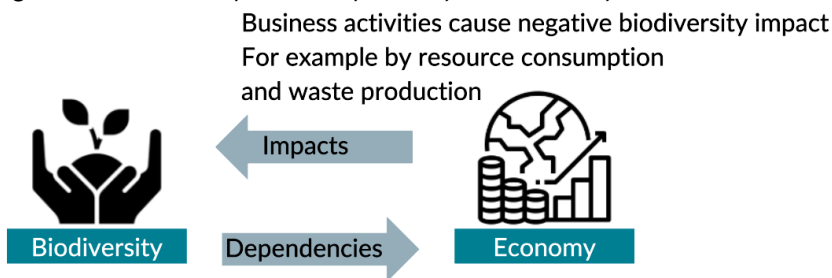 Business activities cause negative biodiversity impact
For example by resource consumption
and waste production
Impacts
Biodiversity
Dependencies
Economy